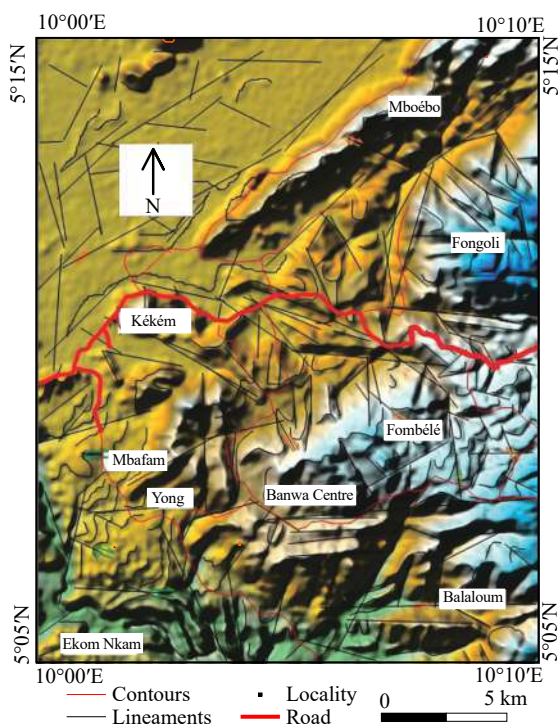 10°00′E 10°10′E
5°15′N 5°15′N
Mboébo
N
Fongoli
Kékém
Fombélé
Mbafam
Yong Banwa Centre
Balaloum
5°05′N 5°05′N
Ekom Nkam
10°00′E 10°10′E
Contours Locality 0 5 km
Lineaments Road